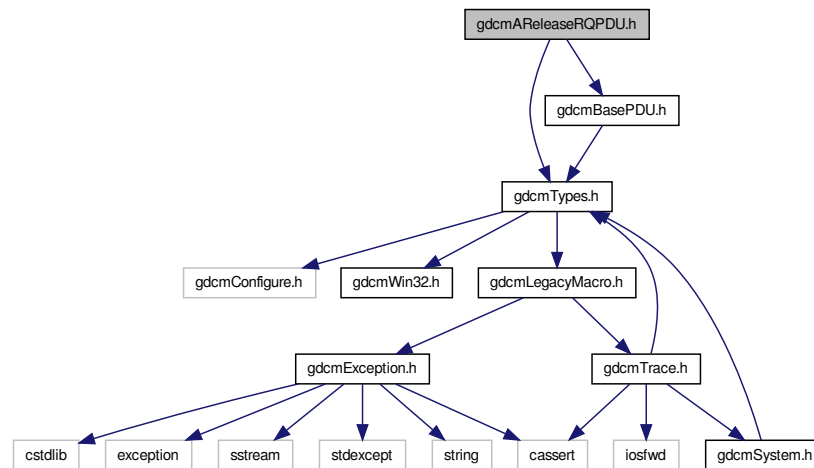 gdcmAReleaseRQPDU.h
gdcmBasePDU.h
gdcmTypes.h
gdcmConfigure.h
gdcmWin32.h
gdcmLegacyMacro.h
gdcmException.h
gdcmTrace.h
cstdlib
exception
sstream
stdexcept
string
cassert
iosfwd
gdcmSystem.h